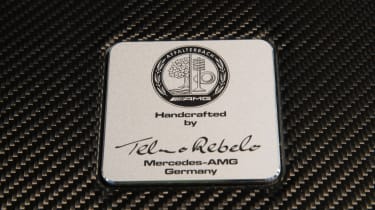 AFFALTERBACH
AMG
Handcrafted
by
Telmo Rebelo
Mercedes-AMG
Germany